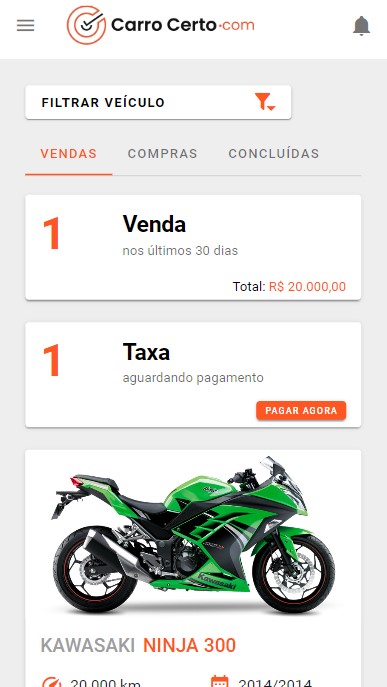 Carro Certo.com
FILTRAR VEÍCULO
VENDAS COMPRAS CONCLUÍDAS
1 Venda
nos últimos 30 dias
Total: R$ 20.000,00
1 Taxa
aguardando pagamento
PAGAR AGORA
Kawasaki
KAWASAKI NINJA 300
20.000 km 2014/2014